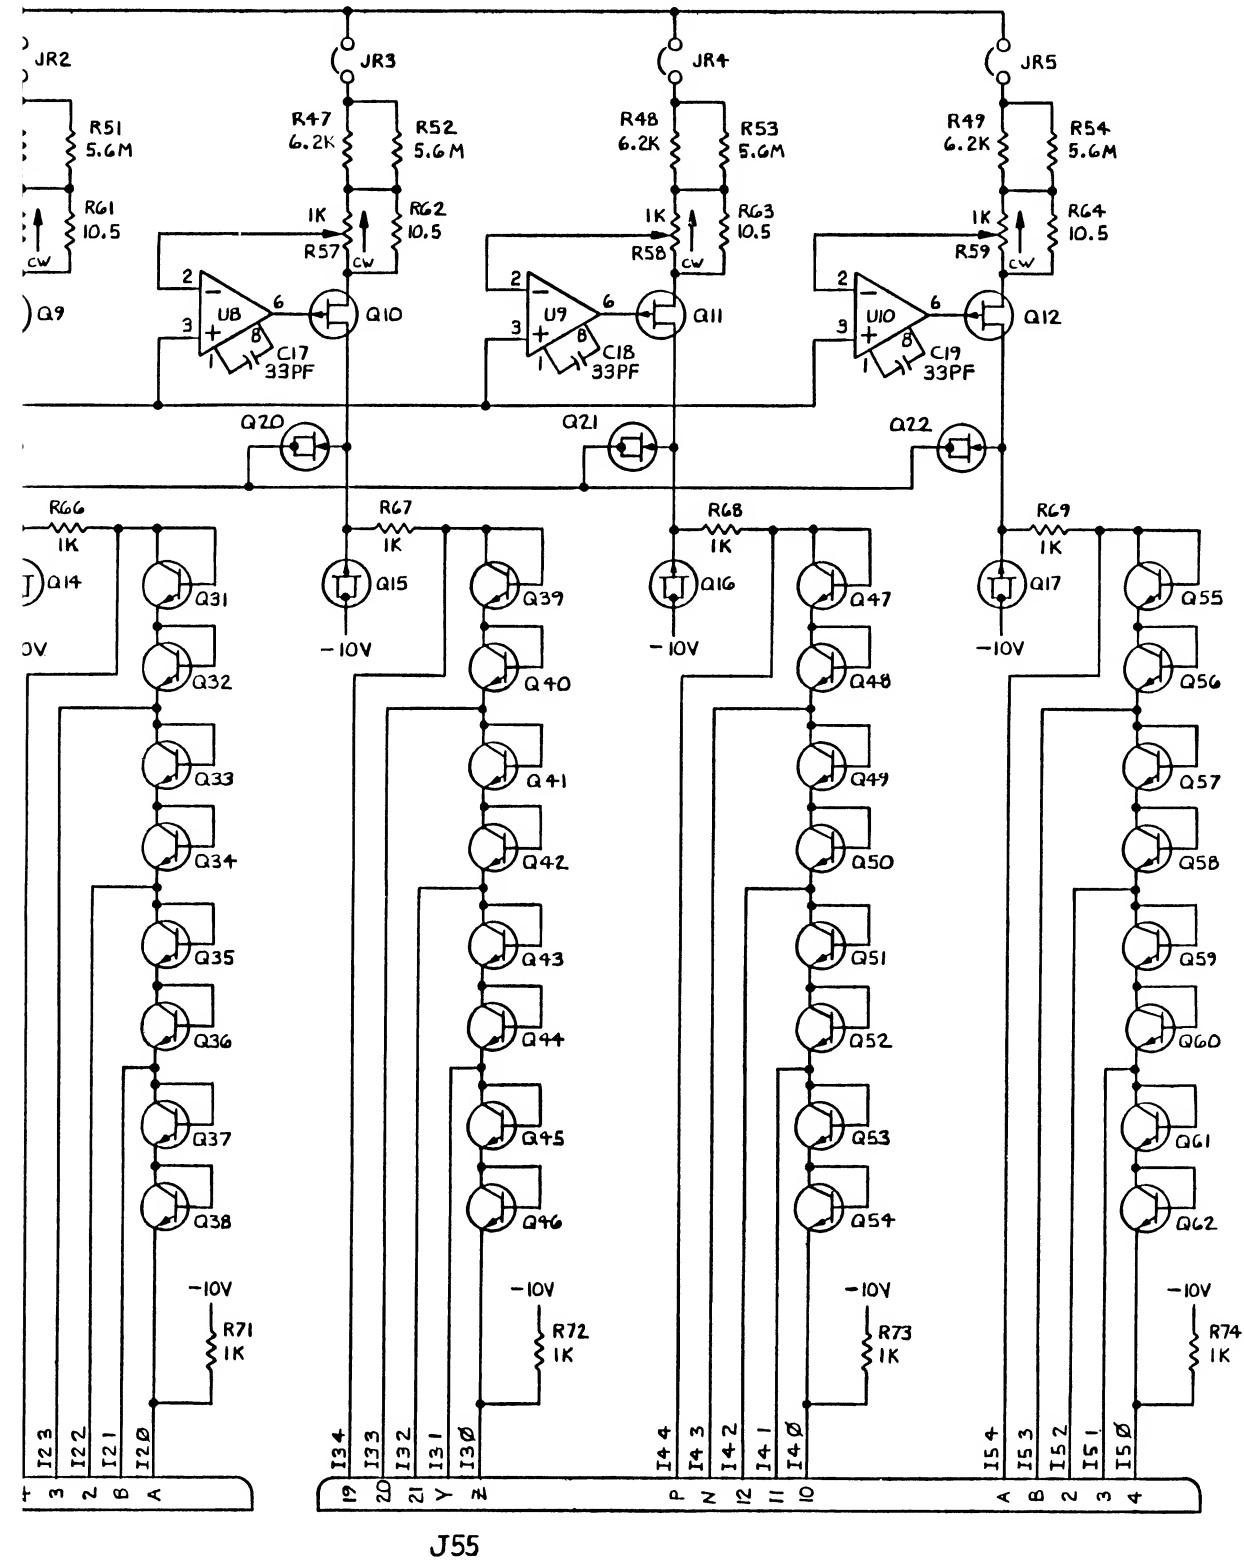 JR2
JR3
JR4
JR5
R51
5.6M
R47
6.2K
R52
5.6M
R48
6.2K
R53
5.6M
R49
6.2K
R54
5.6M
R61
10.5
CW
1K
R57
CW
R62
10.5
1K
R58
CW
R63
10.5
1K
R59
CW
R64
10.5
Q9
2
3
−
+
U8
6
1
8
C17
33PF
Q10
2
3
−
+
U9
6
1
8
C18
33PF
Q11
2
3
−
+
U10
6
1
8
C19
33PF
Q12
Q20
Q21
Q22
R66
1K
R67
1K
R68
1K
R69
1K
Q14
Q31
Q15
Q39
Q16
Q47
Q17
Q55
0V
-10V
-10V
-10V
Q32
Q40
Q48
Q56
Q33
Q41
Q49
Q57
Q34
Q42
Q50
Q58
Q35
Q43
Q51
Q59
Q36
Q44
Q52
Q60
Q37
Q45
Q53
Q61
Q38
Q46
Q54
Q62
-10V
-10V
-10V
-10V
R71
1K
R72
1K
R73
1K
R74
1K
I23
I22
I21
I2Ø
I34
I33
I32
I31
I3Ø
I44
I43
I42
I41
I4Ø
I54
I53
I52
I51
I5Ø
4
3
2
B
A
19
20
21
Y
Z
P
N
12
11
10
A
B
2
3
4
J55